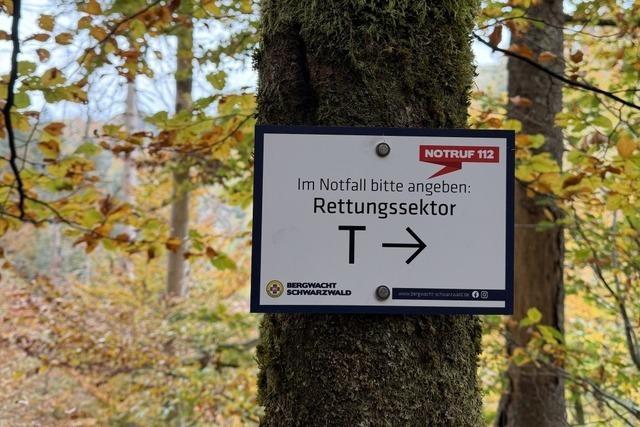 NOTRUF 112
Im Notfall bitte angeben:
Rettungssektor
T →
BERGWACHT
SCHWARZWALD
www.bergwacht-schwarzwald.de